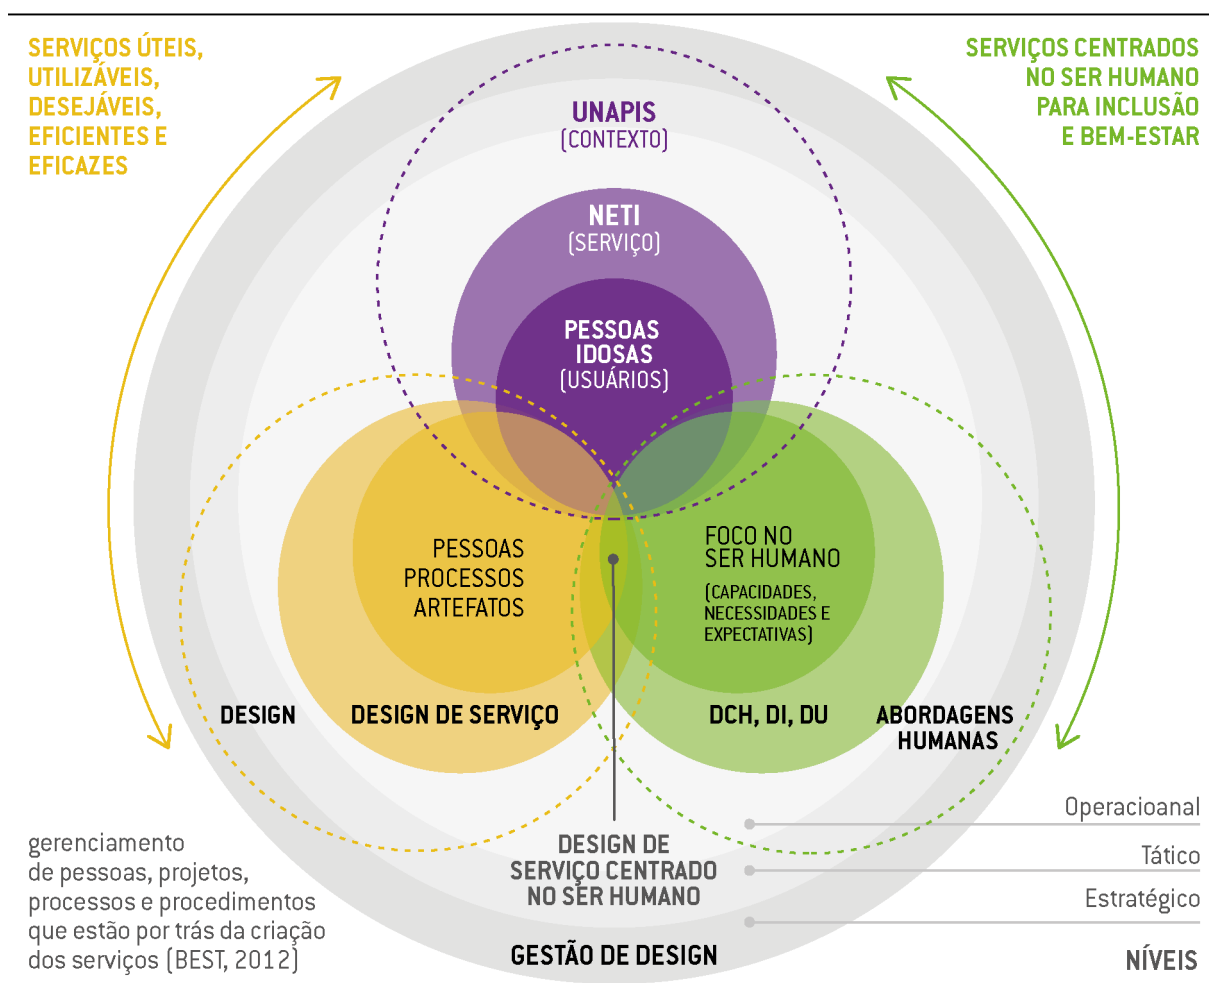 SERVIÇOS ÚTEIS,
UTILIZÁVEIS,
DESEJÁVEIS,
EFICIENTES E
EFICAZES
SERVIÇOS CENTRADOS
NO SER HUMANO
PARA INCLUSÃO
E BEM-ESTAR
UNAPIS
(CONTEXTO)
NETI
(SERVIÇO)
PESSOAS
IDOSAS
(USUÁRIOS)
PESSOAS
PROCESSOS
ARTEFATOS
FOCO NO
SER HUMANO
(CAPACIDADES,
NECESSIDADES E
EXPECTATIVAS)
DESIGN
DESIGN DE SERVIÇO
DCH, DI, DU
ABORDAGENS
HUMANAS
DESIGN DE
SERVIÇO CENTRADO
NO SER HUMANO
GESTÃO DE DESIGN
gerenciamento
de pessoas, projetos,
processos e procedimentos
que estão por trás da criação
dos serviços (BEST, 2012)
Operacioanal
Tático
Estratégico
NÍVEIS